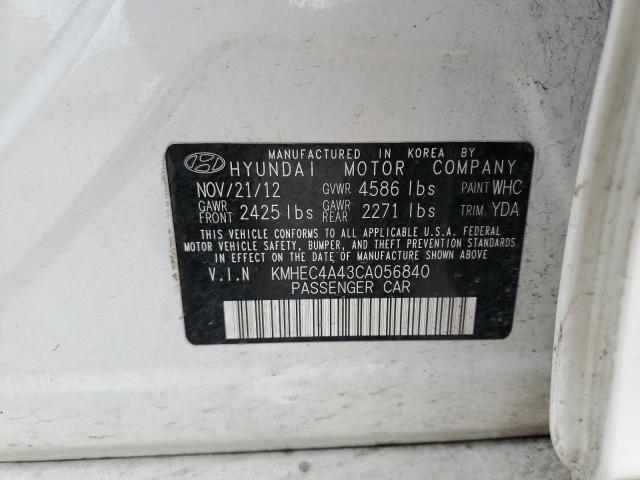 MANUFACTURED IN KOREA BY
HYUNDAI MOTOR COMPANY
NOV/21/12 GVWR 4586 lbs PAINT WHC
GAWR FRONT 2425 lbs GAWR REAR 2271 lbs TRIM YDA
THIS VEHICLE CONFORMS TO ALL APPLICABLE U.S.A. FEDERAL
MOTOR VEHICLE SAFETY, BUMPER, AND THEFT PREVENTION STANDARDS
IN EFFECT ON THE DATE OF MANUFACTURE SHOWN ABOVE
V.I.N KMHEC4A43CA056840
PASSENGER CAR